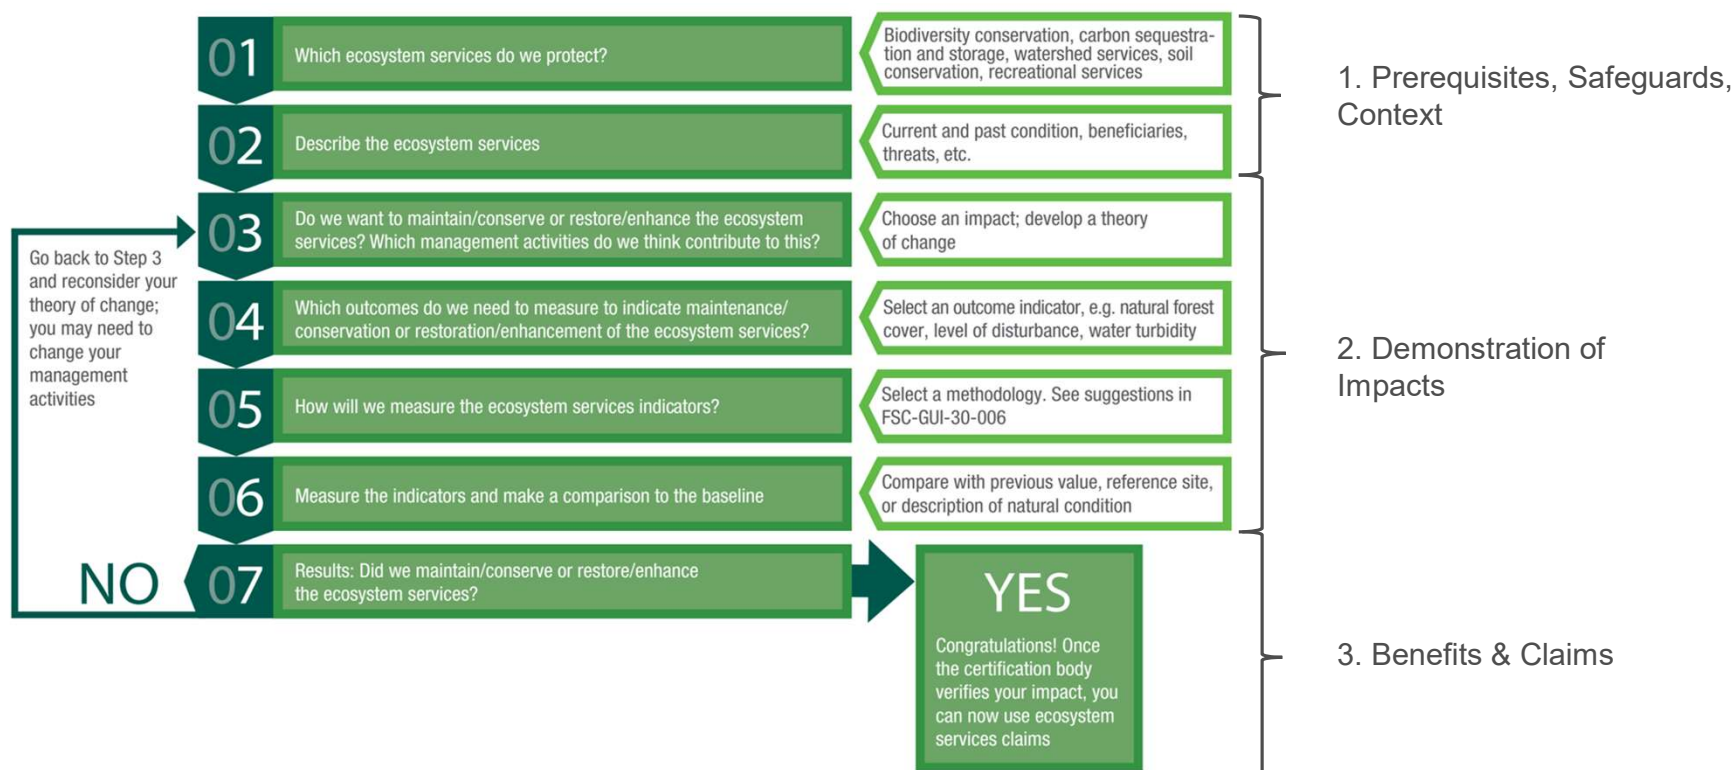 01
Which ecosystem services do we protect?
Biodiversity conservation, carbon sequestra-
tion and storage, watershed services, soil
conservation, recreational services
02
Describe the ecosystem services
Current and past condition, beneficiaries,
threats, etc.
1. Prerequisites, Safeguards,
Context
03
Do we want to maintain/conserve or restore/enhance the ecosystem
services? Which management activities do we think contribute to this?
Choose an impact; develop a theory
of change
04
Which outcomes do we need to measure to indicate maintenance/
conservation or restoration/enhancement of the ecosystem services?
Select an outcome indicator, e.g. natural forest
cover, level of disturbance, water turbidity
05
How will we measure the ecosystem services indicators?
Select a methodology. See suggestions in
FSC-GUI-30-006
06
Measure the indicators and make a comparison to the baseline
Compare with previous value, reference site,
or description of natural condition
2. Demonstration of
Impacts
07
Results: Did we maintain/conserve or restore/enhance
the ecosystem services?
NO
Go back to Step 3
and reconsider your
theory of change;
you may need to
change your
management
activities
YES
Congratulations! Once
the certification body
verifies your impact, you
can now use ecosystem
services claims
3. Benefits & Claims